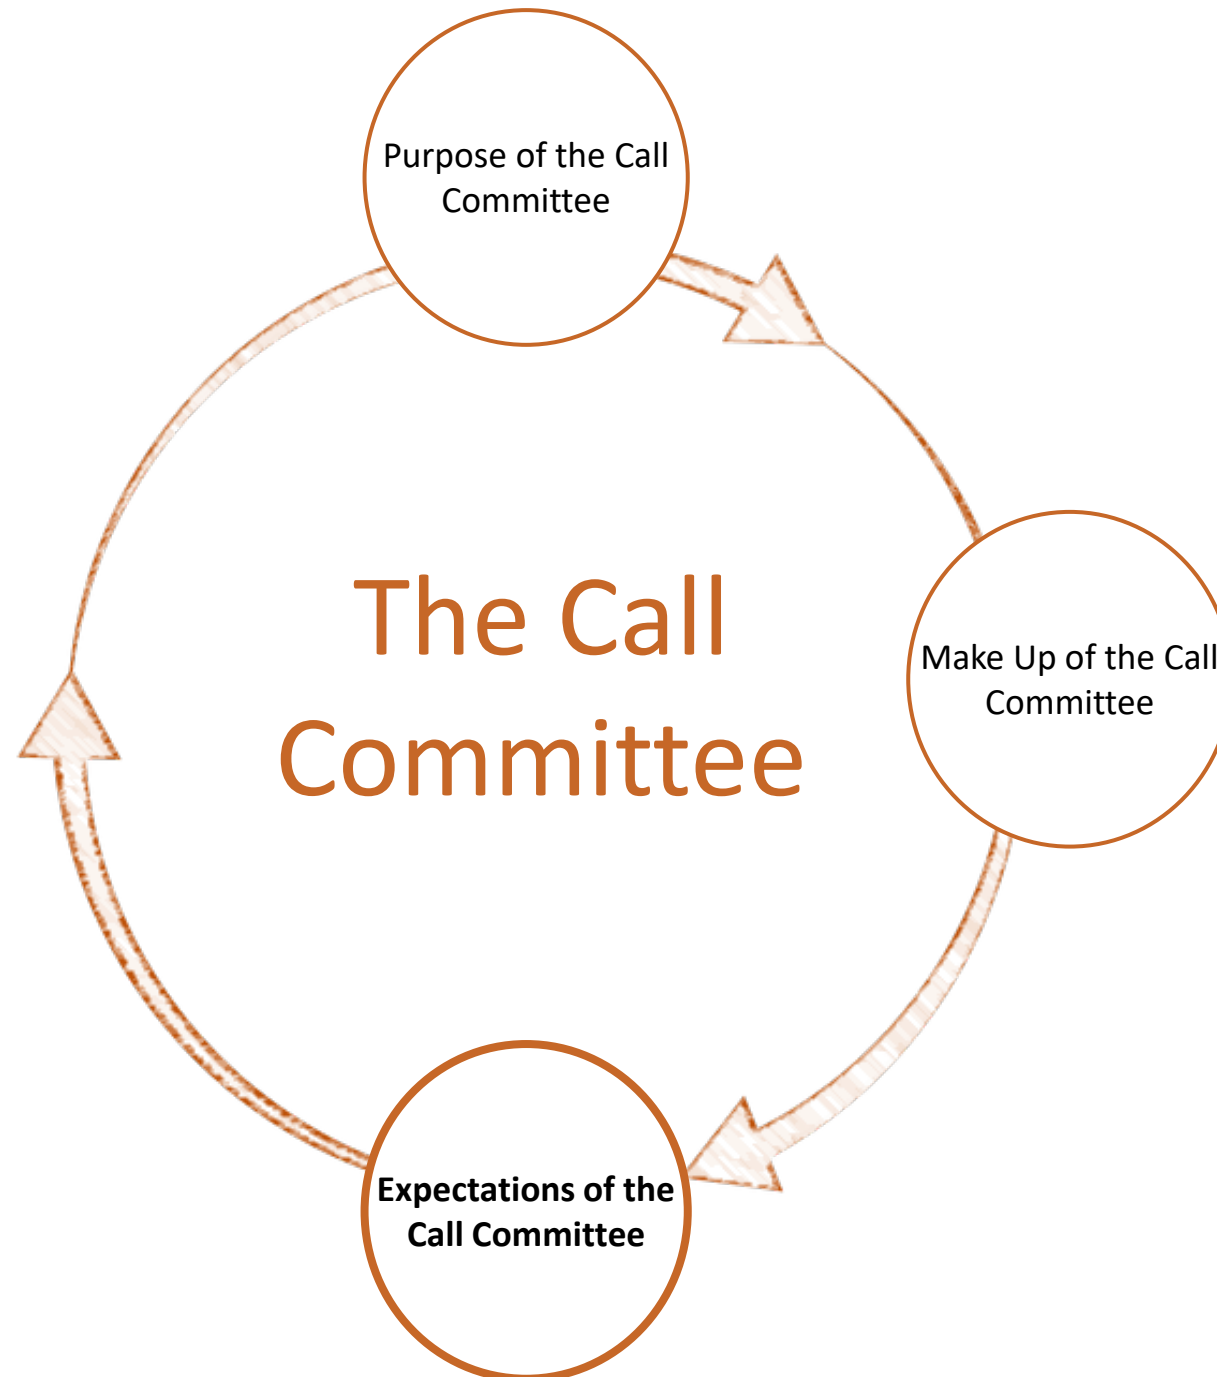 Purpose of the Call
Committee
The Call
Committee
Make Up of the Call
Committee
Expectations of the
Call Committee